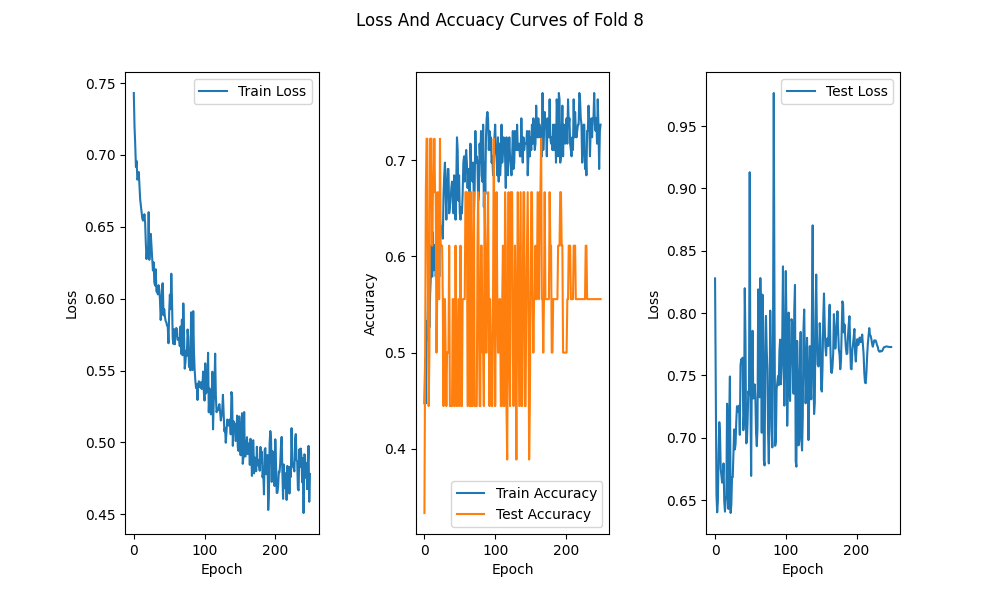 Loss And Accuacy Curves of Fold 8
Train Loss
0.75
0.70
0.65
0.60
0.55
0.50
0.45
Loss
0
100
200
Epoch
0.7
0.6
0.5
0.4
Accuracy
Train Accuracy
Test Accuracy
0
100
200
Epoch
Test Loss
0.95
0.90
0.85
0.80
0.75
0.70
0.65
Loss
0
100
200
Epoch